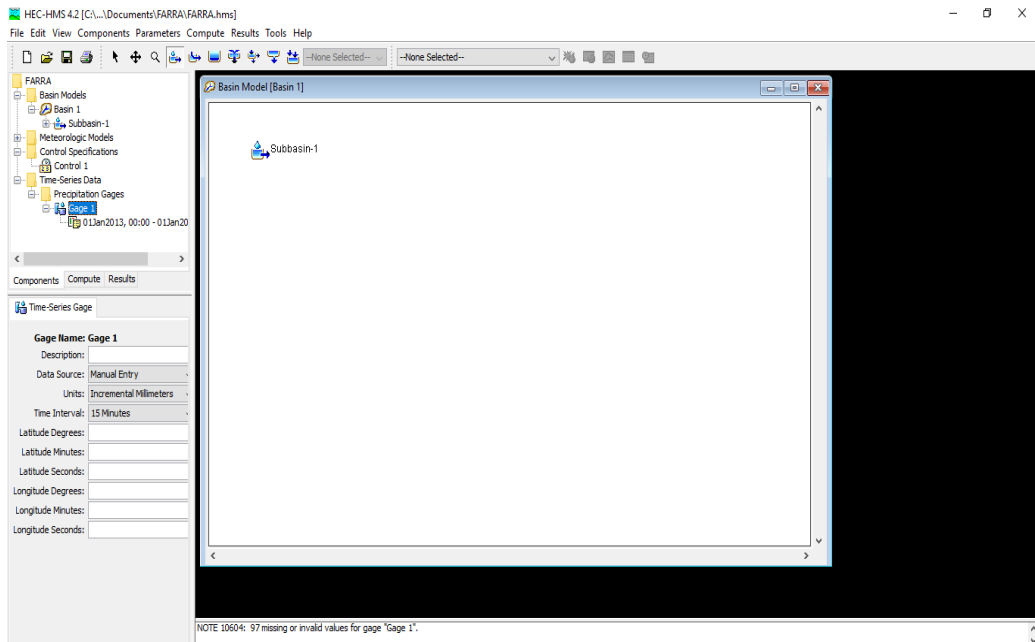 HEC-HMS 4.2 [C:\...\Documents\FARRA\FARRA.hms]
File Edit View Components Parameters Compute Results Tools Help
--None Selected-- --None Selected--
FARRA
Basin Models
Basin 1
Subbasin-1
Meteorologic Models
Control Specifications
Control 1
Time-Series Data
Precipitation Gages
Gage 1
01Jan2013, 00:00 - 01Jan20
Components Compute Results
Time-Series Gage
Gage Name: Gage 1
Description:
Data Source: Manual Entry
Units: Incremental Millimeters
Time Interval: 15 Minutes
Latitude Degrees:
Latitude Minutes:
Latitude Seconds:
Longitude Degrees:
Longitude Minutes:
Longitude Seconds:
Basin Model [Basin 1]
Subbasin-1
NOTE 10604: 97 missing or invalid values for gage "Gage 1".